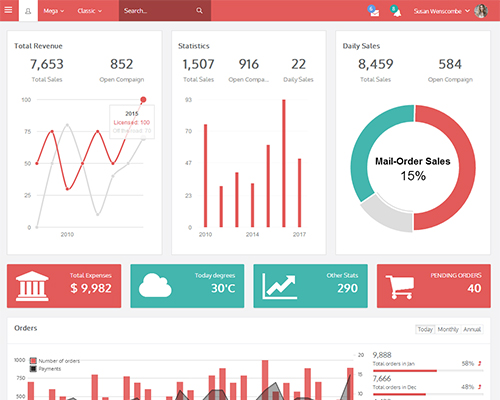 Mega Classic Search... 6 8 Susan Wenscombe
Total Revenue
7,653 852
Total Sales Open Compaign
100
75
50
25
0
2010
2015
Licensed: 100
Statistics
1,507 916 22
Total Sales Open Compa... Daily Sales
93
70
47
23
0
2010 2014 2017
Daily Sales
8,459 584
Total Sales Open Compaign
Mail-Order Sales
15%
Total Expenses
$ 9,982
Today degrees
30'C
Other Stats
290
PENDING ORDERS
40
Orders
Today Monthly Annual
1000
750
500
250
Number of orders
Payments
20
15
10
9,888
Total orders in Jan 58%
7,666
Total orders in Dec 48%